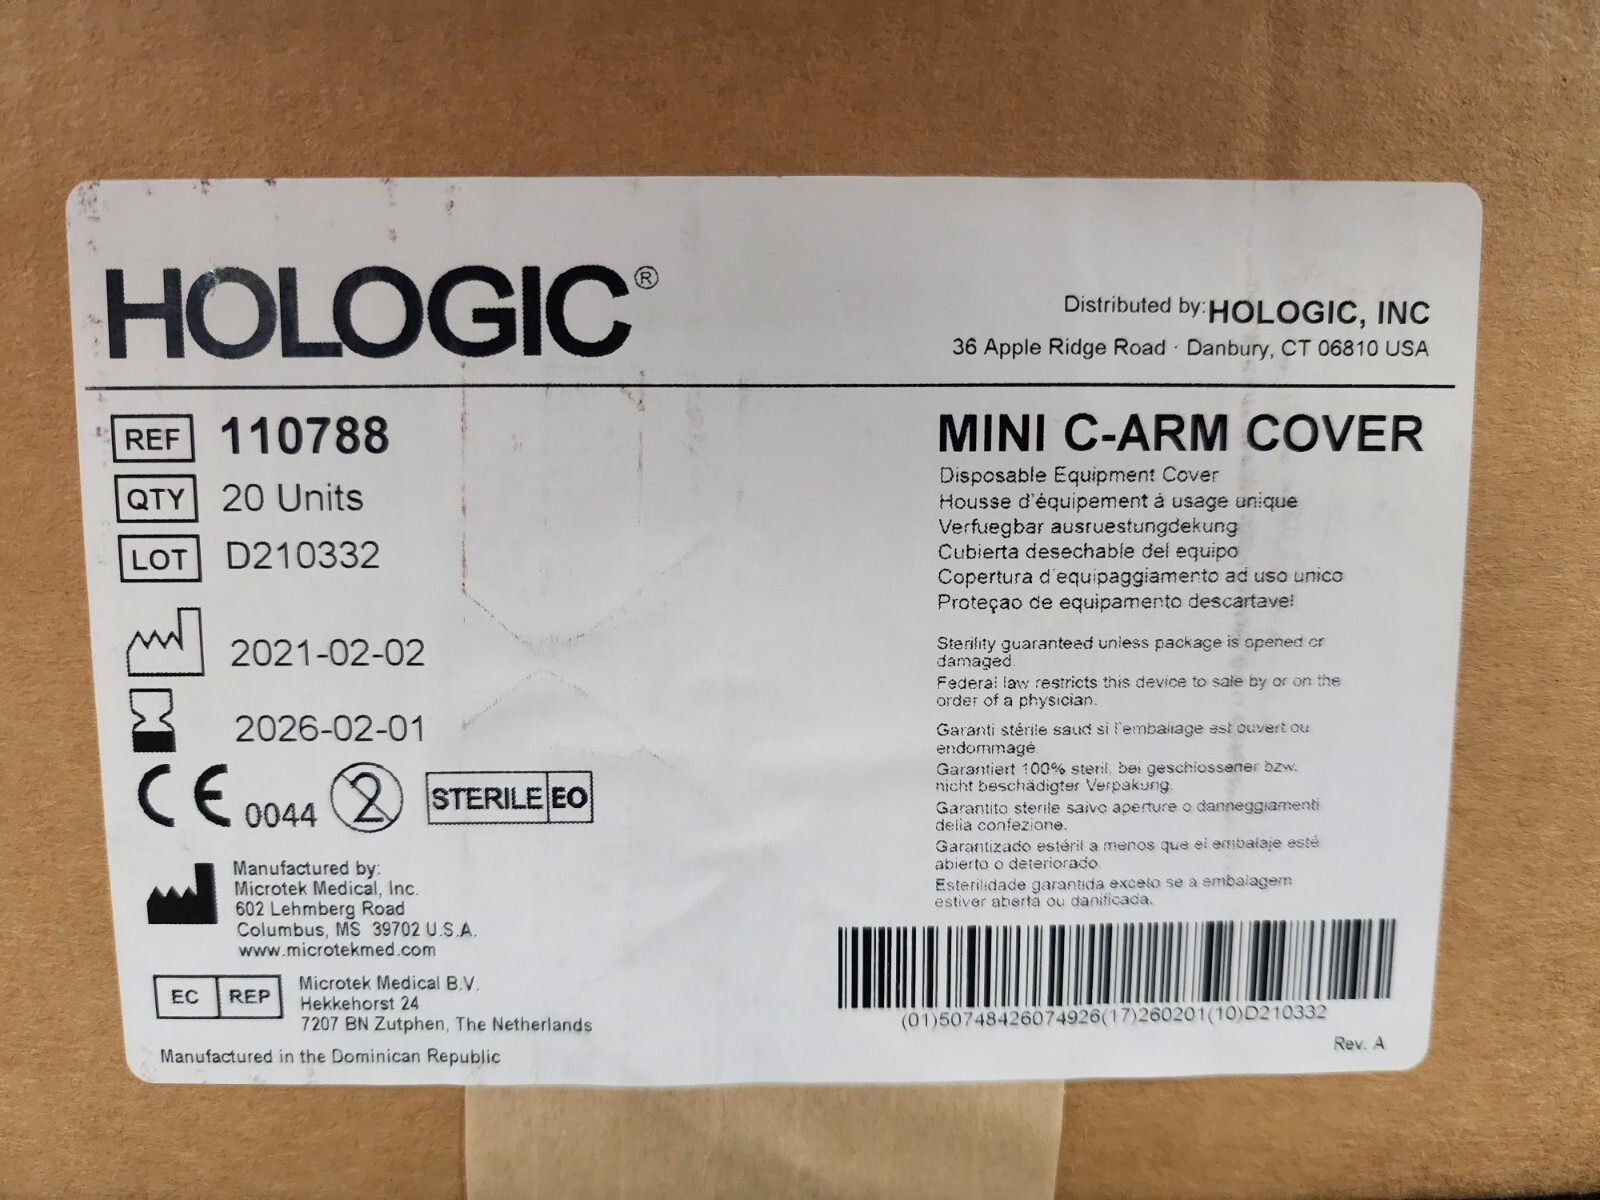 HOLOGIC®
Distributed by: HOLOGIC, INC
36 Apple Ridge Road · Danbury, CT 06810 USA
REF 110788
QTY 20 Units
LOT D210332
2021-02-02
2026-02-01
CE 0044 2 STERILE EO
Manufactured by:
Microtek Medical, Inc.
602 Lehmberg Road
Columbus, MS 39702 U.S.A.
www.microtekmed.com
EC REP
Microtek Medical B.V.
Hekkehorst 24
7207 BN Zutphen, The Netherlands
Manufactured in the Dominican Republic
MINI C-ARM COVER
Disposable Equipment Cover
Housse d'équipement á usage unique
Verfuegbar ausruestungdekung
Cubierta desechable del equipo
Copertura d'equipaggiamento ad uso unico
Proteçao de equipamento descartavel
Sterility guaranteed unless package is opened or
damaged.
Federal law restricts this device to sale by or on the
order of a physician.
Garanti stérile saud si l'emballage est ouvert ou
endommagé.
Garantiert 100% steril. bei geschlossener bzw.
nicht beschädigter Verpakung.
Garantito sterile salvo aperture o danneggiamenti
della confezione.
Garantizado estéril a menos que el embalaje esté
abierto o deteriorado.
Esterilidade garantida exceto se a embalagem
estiver aberta ou danificada.
(01)50748426074926(17)260201(10)D210332
Rev. A